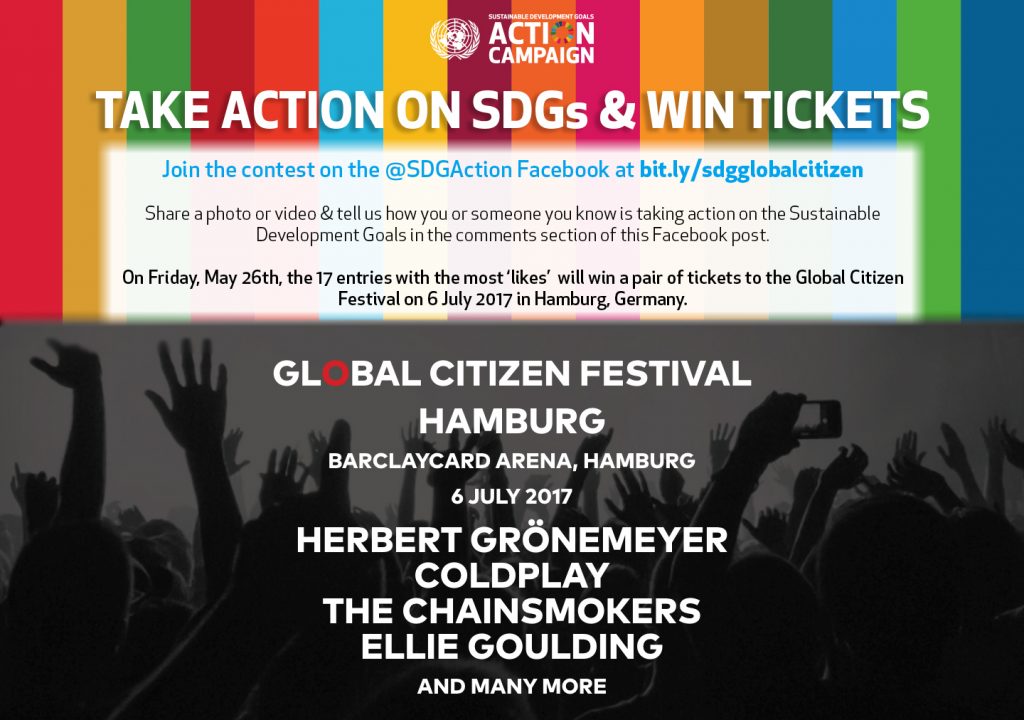 SUSTAINABLE DEVELOPMENT GOALS
ACTION
CAMPAIGN
TAKE ACTION ON SDGs & WIN TICKETS
Join the contest on the @SDGAction Facebook at bit.ly/sdgglobalcitizen
Share a photo or video & tell us how you or someone you know is taking action on the Sustainable
Development Goals in the comments section of this Facebook post.
On Friday, May 26th, the 17 entries with the most ‘likes’ will win a pair of tickets to the Global Citizen
Festival on 6 July 2017 in Hamburg, Germany.
GLOBAL CITIZEN FESTIVAL
HAMBURG
BARCLAYCARD ARENA, HAMBURG
6 JULY 2017
HERBERT GRÖNEMEYER
COLDPLAY
THE CHAINSMOKERS
ELLIE GOULDING
AND MANY MORE